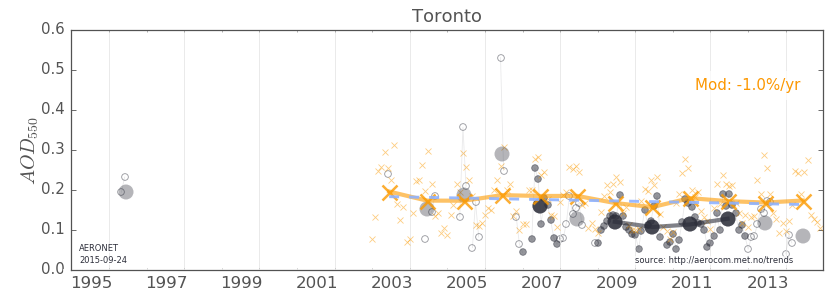 Toronto
0.6
0.5
0.4
0.3
0.2
0.1
0.0
AOD550
Mod: -1.0%/yr
AERONET
2015-09-24
source: http://aerocom.met.no/trends
1995 1997 1999 2001 2003 2005 2007 2009 2011 2013